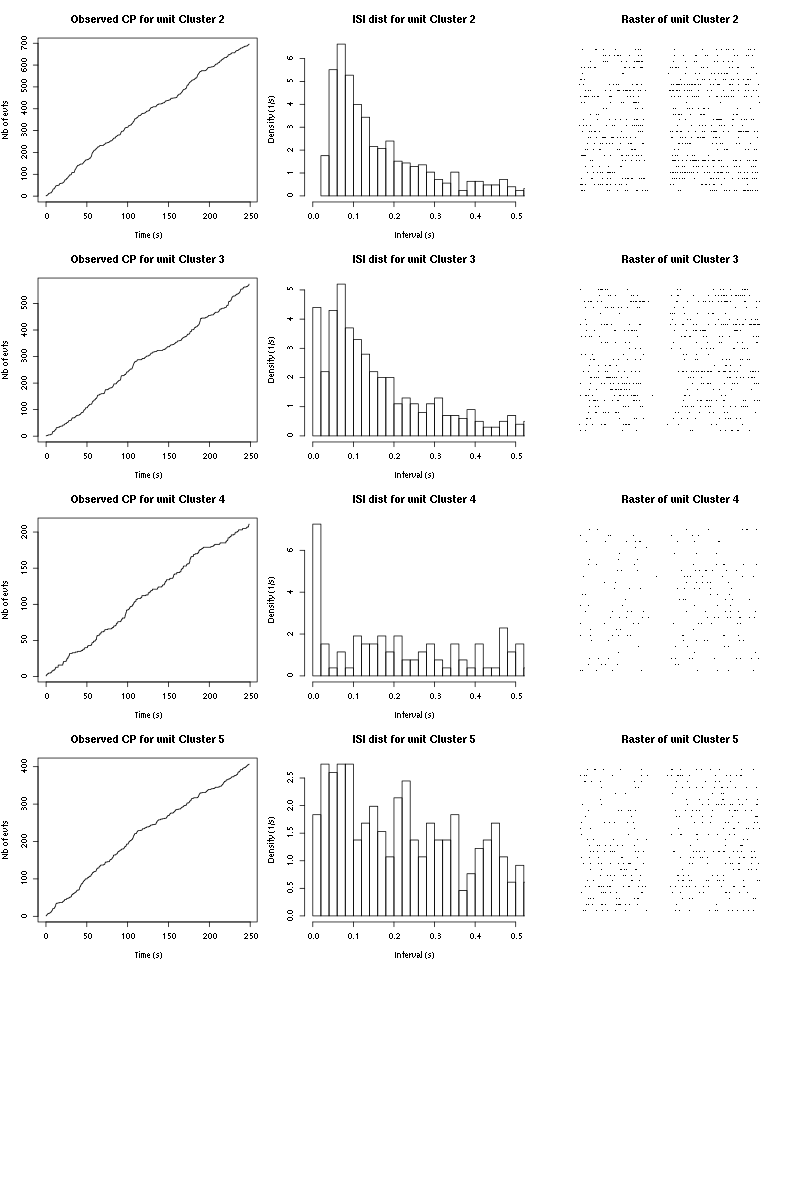 Observed CP for unit Cluster 2
ISI dist for unit Cluster 2
Raster of unit Cluster 2
Nb of evts
0 100 200 300 400 500 600 700
0 50 100 150 200 250
Time (s)
Density (1/s)
0 1 2 3 4 5 6
0.0 0.1 0.2 0.3 0.4 0.5
Interval (s)
Observed CP for unit Cluster 3
ISI dist for unit Cluster 3
Raster of unit Cluster 3
Nb of evts
0 100 200 300 400 500
0 50 100 150 200 250
Time (s)
Density (1/s)
0 1 2 3 4 5
0.0 0.1 0.2 0.3 0.4 0.5
Interval (s)
Observed CP for unit Cluster 4
ISI dist for unit Cluster 4
Raster of unit Cluster 4
Nb of evts
0 50 100 150 200
0 50 100 150 200 250
Time (s)
Density (1/s)
0 2 4 6
0.0 0.1 0.2 0.3 0.4 0.5
Interval (s)
Observed CP for unit Cluster 5
ISI dist for unit Cluster 5
Raster of unit Cluster 5
Nb of evts
0 100 200 300 400
0 50 100 150 200 250
Time (s)
Density (1/s)
0.0 0.5 1.0 1.5 2.0 2.5
0.0 0.1 0.2 0.3 0.4 0.5
Interval (s)